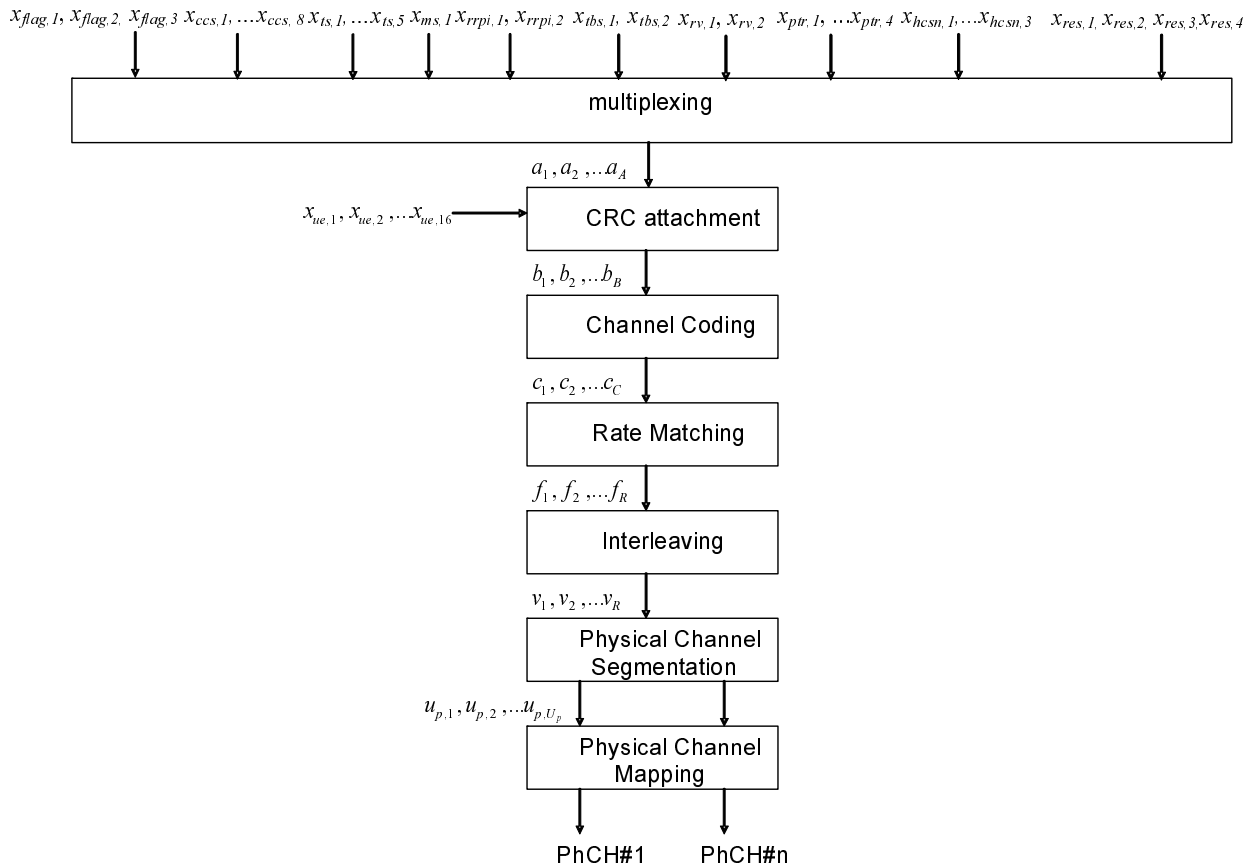 x_flag,1, x_flag,2, x_flag,3 x_ccs,1, ...x_ccs,8 x_ts,1, ...x_ts,5 x_ms,1 x_rrpi,1, x_rrpi,2 x_tbs,1, x_tbs,2 x_rv,1, x_rv,2 x_ptr,1, ...x_ptr,4 x_hcsn,1, ...x_hcsn,3 x_res,1, x_res,2, x_res,3, x_res,4
multiplexing
a_1, a_2, ...a_A
x_ue,1, x_ue,2, ...x_ue,16
CRC attachment
b_1, b_2, ...b_B
Channel Coding
c_1, c_2, ...c_C
Rate Matching
f_1, f_2, ...f_R
Interleaving
v_1, v_2, ...v_R
Physical Channel
Segmentation
u_p,1, u_p,2, ...u_p,U_p
Physical Channel
Mapping
PhCH#1 PhCH#n